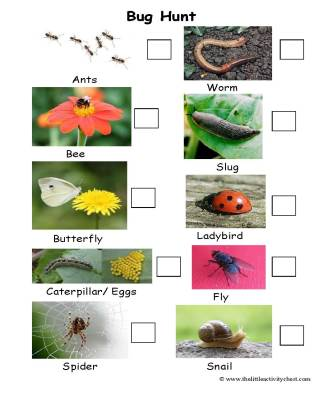 Bug Hunt
Ants
Worm
Bee
Slug
Butterfly
Ladybird
Caterpillar/ Eggs
Fly
Spider
Snail
© www.thelittleactivitychest.com